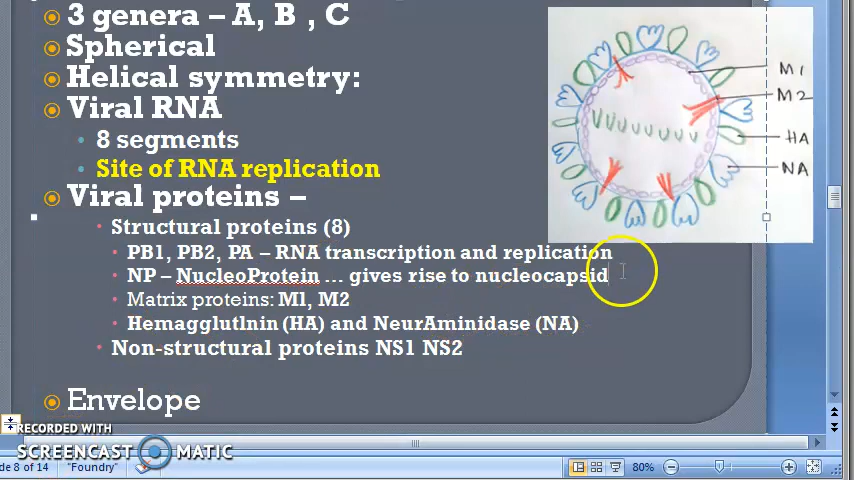 3 genera – A, B , C
Spherical
Helical symmetry:
Viral RNA
8 segments
Site of RNA replication
Viral proteins –
Structural proteins (8)
PB1, PB2, PA – RNA transcription and replication
NP – NucleoProtein ... gives rise to nucleocapsid
Matrix proteins: M1, M2
Hemagglutlnin (HA) and NeurAminidase (NA)
Non-structural proteins NS1 NS2
Envelope
M1
M2
HA
NA
RECORDED WITH
SCREENCAST MATIC
de 8 of 14
"Foundry"
80%